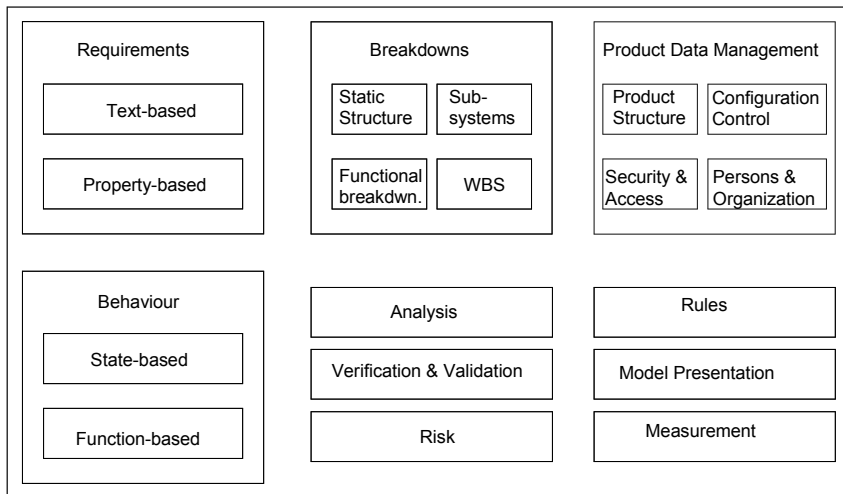 Requirements
Text-based
Property-based
Breakdowns
Static
Structure
Sub-
systems
Functional
breakdwn.
WBS
Product Data Management
Product
Structure
Configuration
Control
Security &
Access
Persons &
Organization
Behaviour
State-based
Function-based
Analysis
Verification & Validation
Risk
Rules
Model Presentation
Measurement